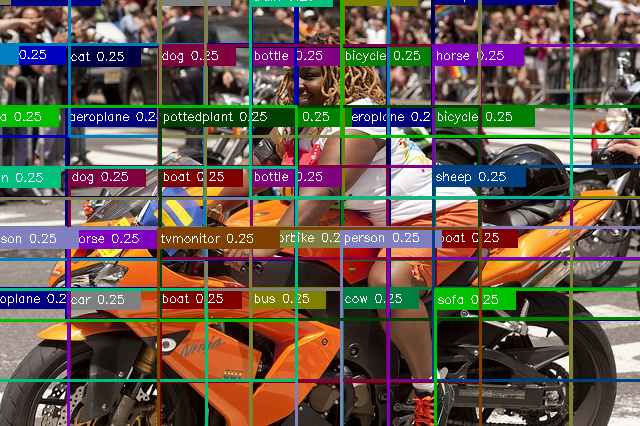 0.25 cat 0.25 dog 0.25 bottle 0.25 bicycle 0.25 horse 0.25
a 0.25 aeroplane 0.2 pottedplant 0.25 0.25 eroplane 0.2 bicycle 0.25
n 0.25 dog 0.25 boat 0.25 bottle 0.25 sheep 0.25
son 0.25 orse 0.25 tvmonitor 0.25 orbike 0.2 person 0.25 boat 0.25
oplane 0.2 car 0.25 boat 0.25 bus 0.25 cow 0.25 sofa 0.25
Ninja